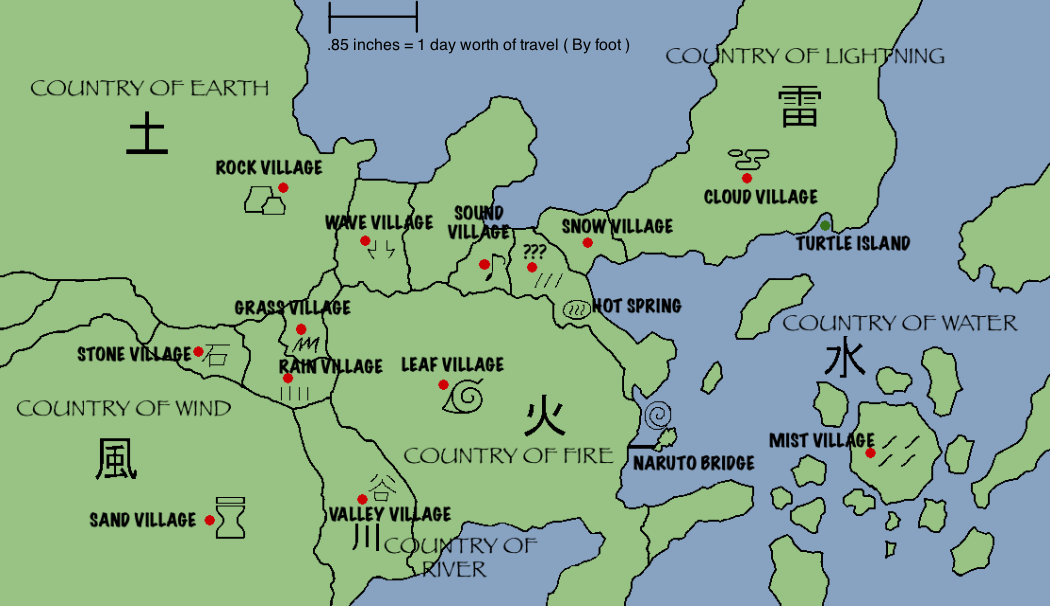 .85 inches = 1 day worth of travel ( By foot )
COUNTRY OF LIGHTNING
雷
COUNTRY OF EARTH
土
ROCK VILLAGE
CLOUD VILLAGE
WAVE VILLAGE
SOUND
VILLAGE
SNOW VILLAGE
TURTLE ISLAND
???
HOT SPRING
GRASS VILLAGE
COUNTRY OF WATER
水
STONE VILLAGE
石
RAIN VILLAGE
LEAF VILLAGE
COUNTRY OF WIND
風
火
COUNTRY OF FIRE
MIST VILLAGE
NARUTO BRIDGE
谷
SAND VILLAGE
VALLEY VILLAGE
川
COUNTRY OF
RIVER